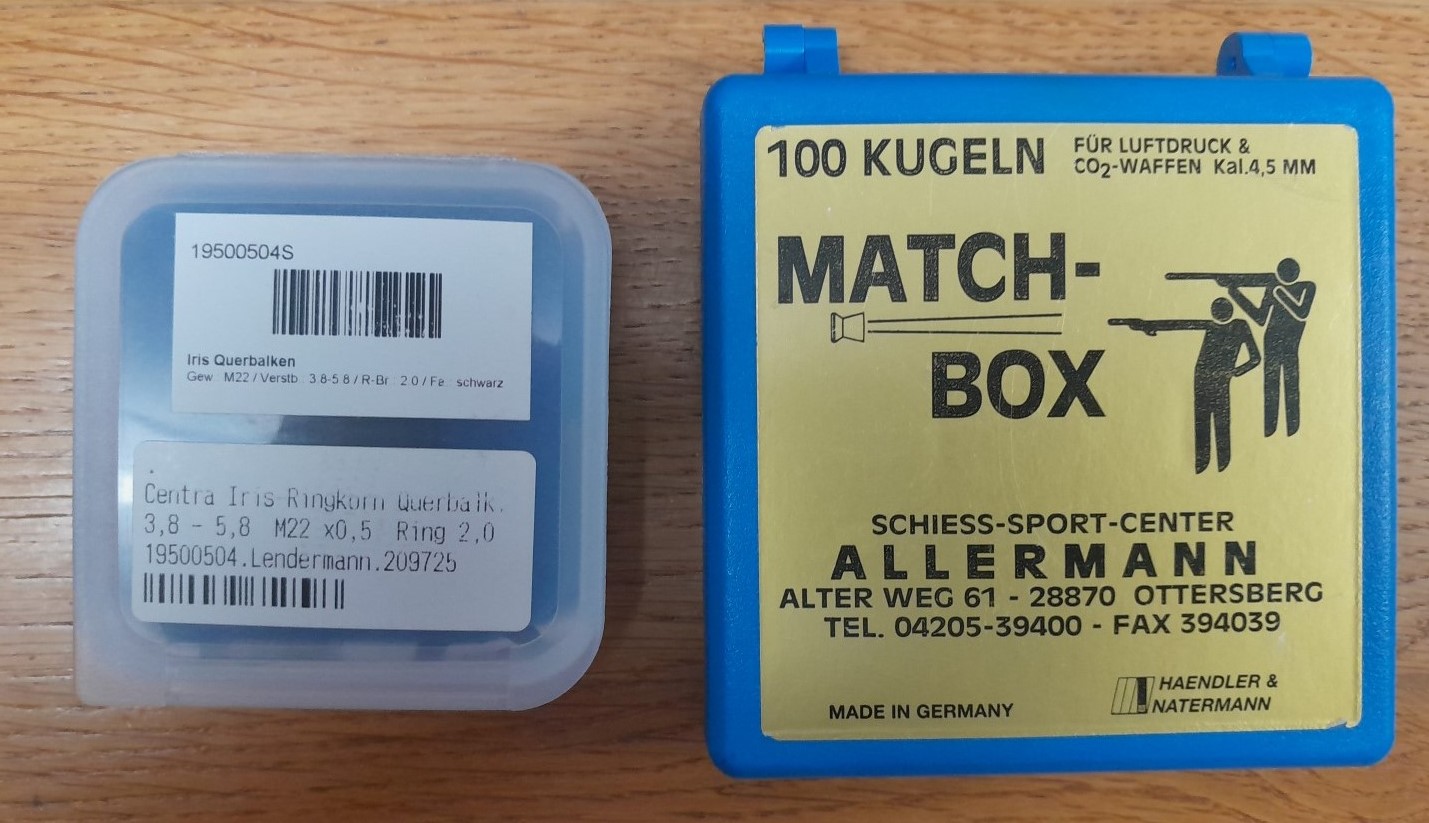 19500504S
Iris Querbalken
Gew.: M22 / Verstb.: 3.8-5.8 / R-Br.: 2.0 / Fa.: schwarz
Centra Iris-Ringkorn Querbalk.
3,8 - 5,8 M22 x0,5 Ring 2,0
19500504.Lendermann.209725
100 KUGELN
FÜR LUFTDRUCK &
CO₂-WAFFEN Kal.4,5 MM
MATCH-
BOX
SCHIESS-SPORT-CENTER
ALLERMANN
ALTER WEG 61 - 28870 OTTERSBERG
TEL. 04205-39400 - FAX 394039
MADE IN GERMANY
HAENDLER &
NATERMANN